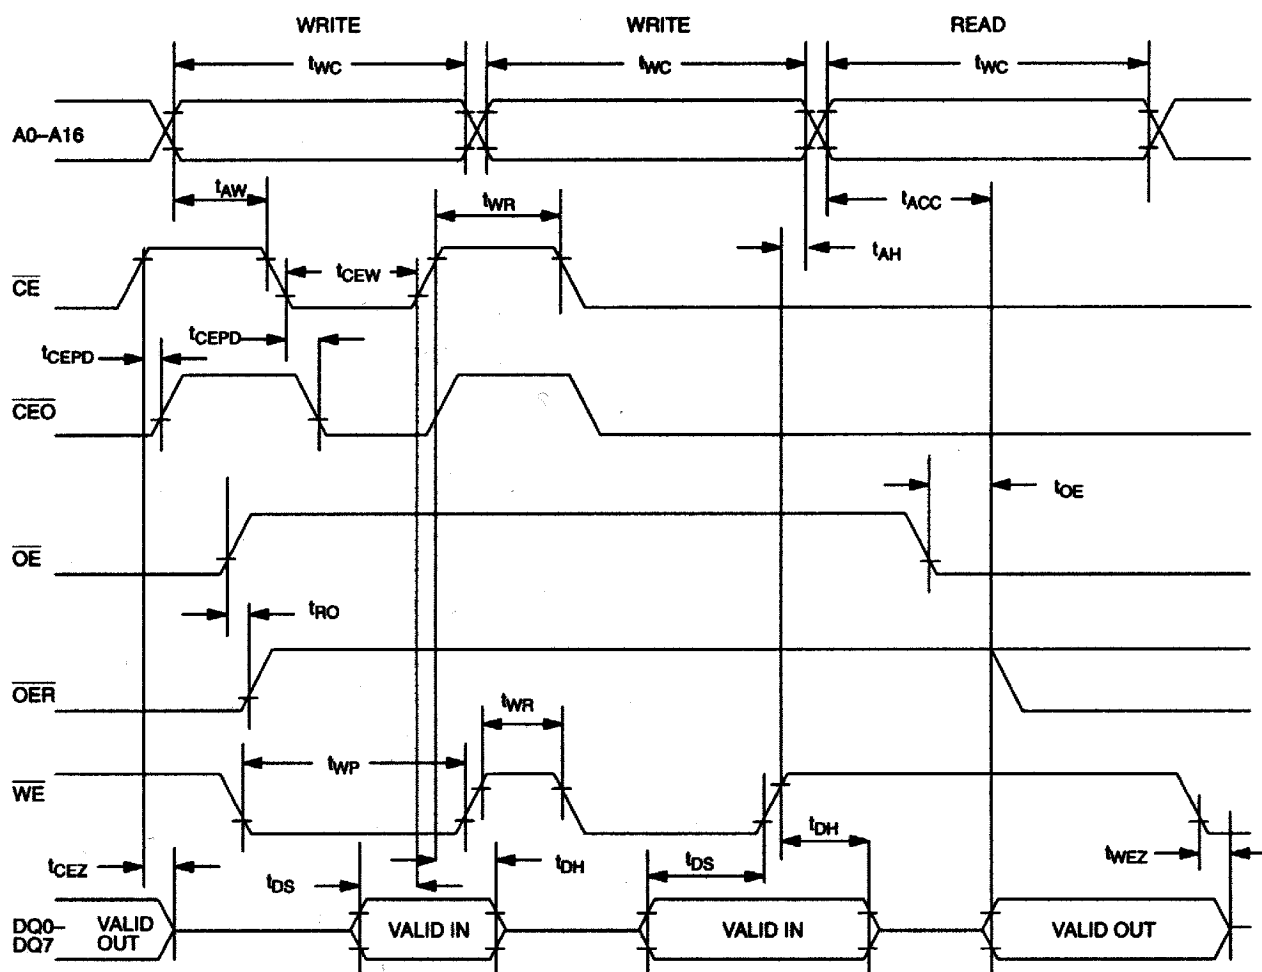 WRITE WRITE READ
tWC tWC tWC
A0–A16
tAW tWR tACC
tAH
CE tCEW
tCEPD tCEPD
CEO
tOE
OE
tRO
OER
tWR
tWP
WE
tDH
tCEZ tDS tDH tDS tWEZ
DQ0– VALID VALID IN VALID IN VALID OUT
DQ7 OUT